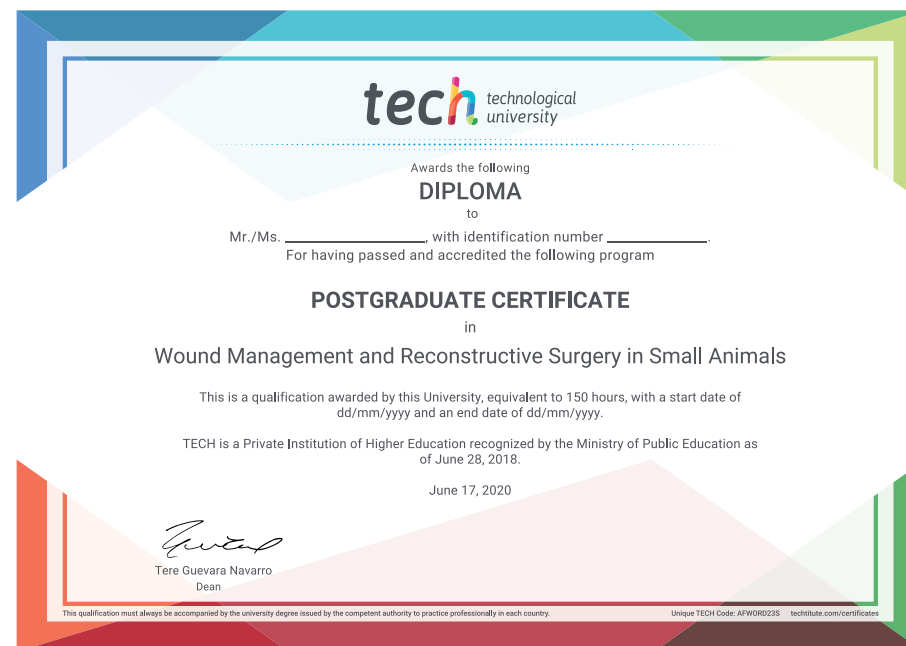 tech technological
university
Awards the following
DIPLOMA
to
Mr./Ms. ____________________, with identification number ______________.
For having passed and accredited the following program
POSTGRADUATE CERTIFICATE
in
Wound Management and Reconstructive Surgery in Small Animals
This is a qualification awarded by this University, equivalent to 150 hours, with a start date of
dd/mm/yyyy and an end date of dd/mm/yyyy.
TECH is a Private Institution of Higher Education recognized by the Ministry of Public Education as
of June 28, 2018.
June 17, 2020
Tere Guevara Navarro
Dean
This qualification must always be accompanied by the university degree issued by the competent authority to practice professionally in each country.
Unique TECH Code: AFWORD23S techtitute.com/certificates